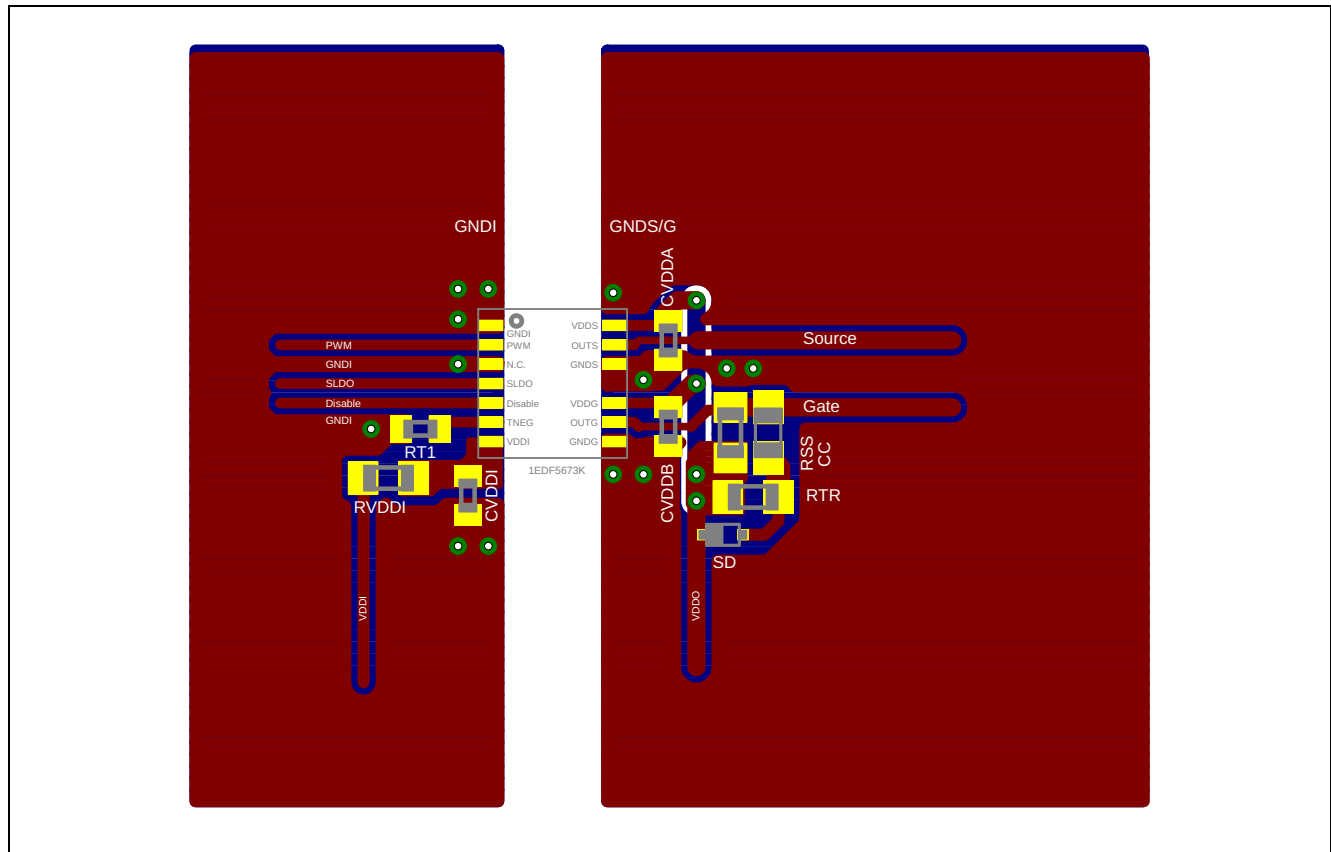 GNDI
GNDS/G
CVDDA
GNDI
PWM
N.C.
SLDO
Disable
TNEG
VDDI
VDDS
OUTS
GNDS
VDDG
OUTG
GNDG
1EDF5673K
PWM
GNDI
SLDO
Disable
GNDI
Source
Gate
RT1
RVDDI
CVDDI
CVDDB
RSS
CC
RTR
SD
VDDI
VDDO